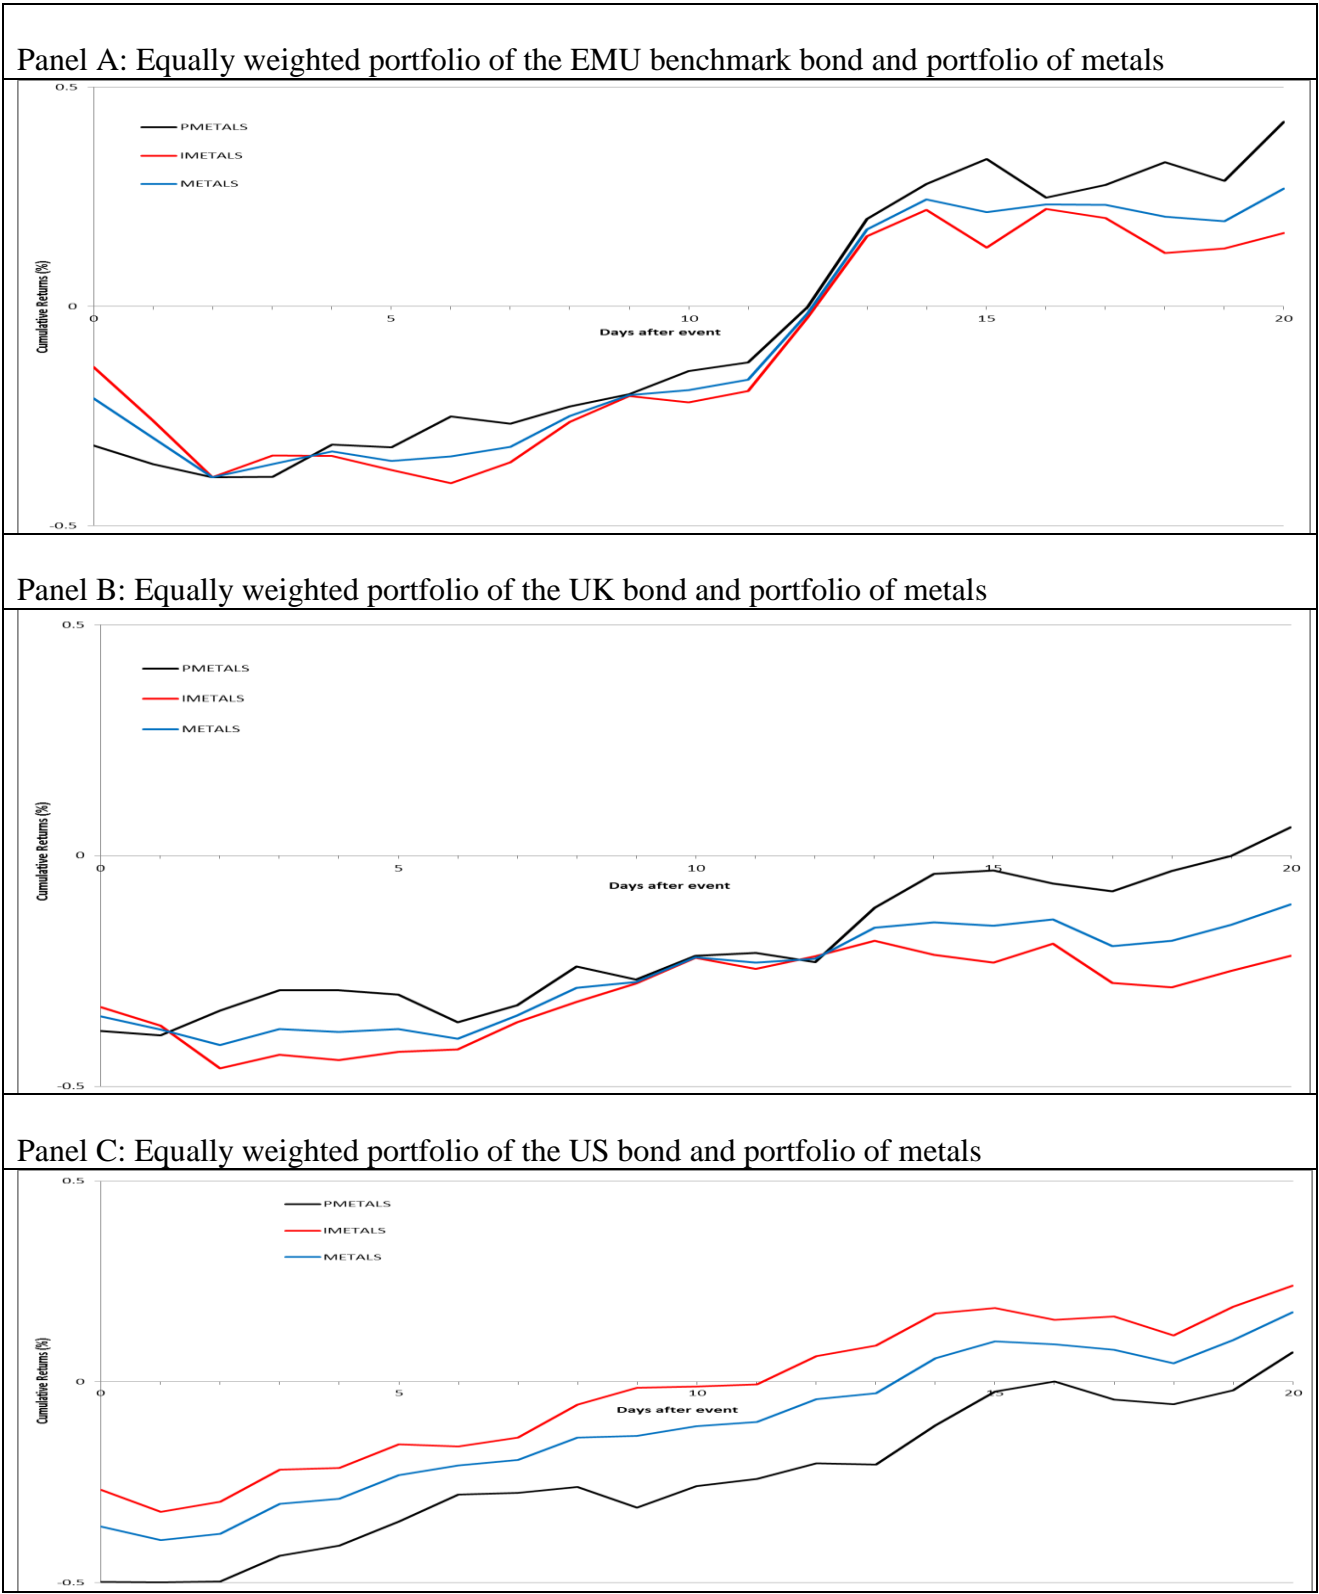 Panel A: Equally weighted portfolio of the EMU benchmark bond and portfolio of metals
0.5
PMETALS
IMETALS
METALS
Cumulative Returns (%)
0
0 5 10 15 20
Days after event
-0.5
Panel B: Equally weighted portfolio of the UK bond and portfolio of metals
0.5
PMETALS
IMETALS
METALS
Cumulative Returns (%)
0
0 5 10 15 20
Days after event
-0.5
Panel C: Equally weighted portfolio of the US bond and portfolio of metals
0.5
PMETALS
IMETALS
METALS
Cumulative Returns (%)
0
0 5 10 15 20
Days after event
-0.5